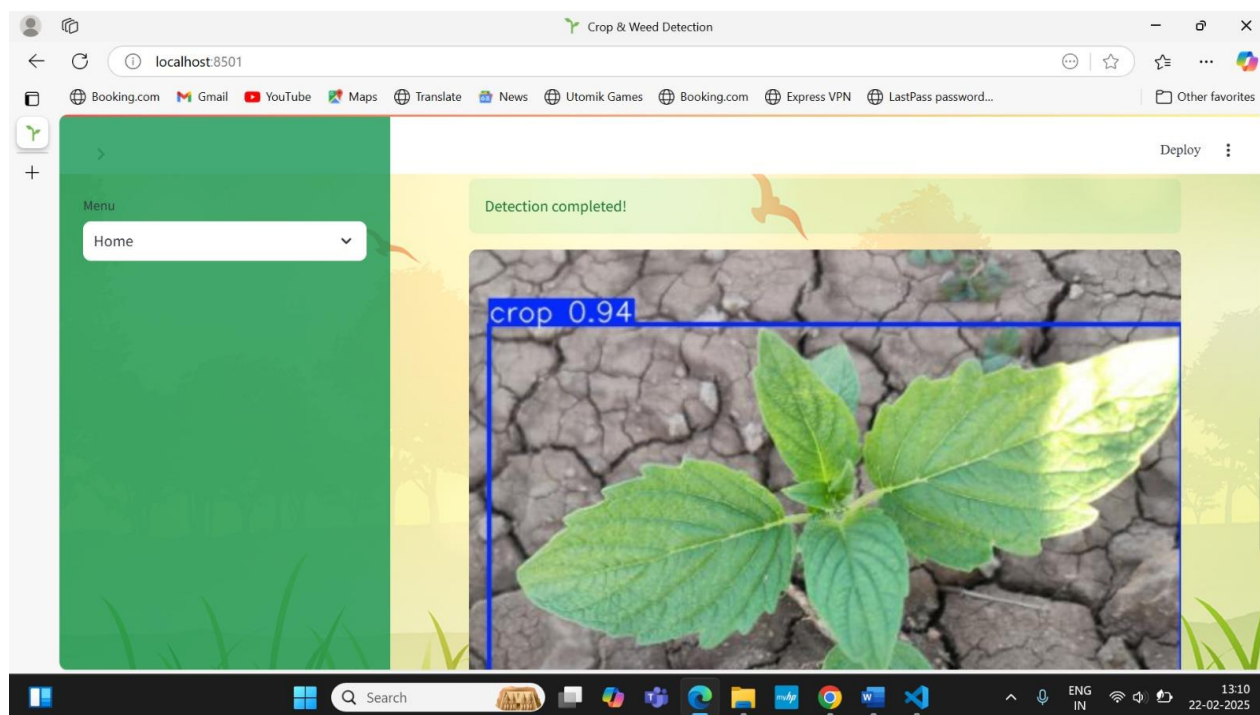 Crop & Weed Detection
localhost:8501
Booking.com Gmail YouTube Maps Translate News Utomik Games Booking.com Express VPN LastPass password... Other favorites
Deploy
Menu
Detection completed!
Home
crop 0.94
Search
ENG
IN
13:10
22-02-2025